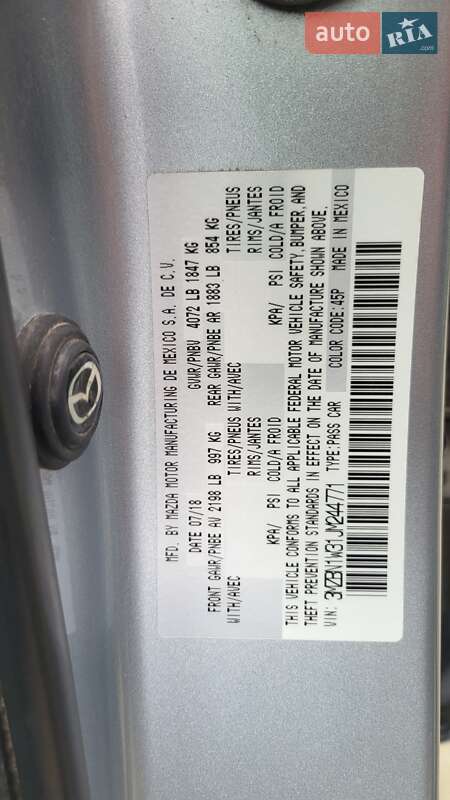 auto RIA .com
MFD. BY MAZDA MOTOR MANUFACTURING DE MEXICO S.A. DE C.V.
DATE 07/18 GVWR/PNBV 4072 LB 1847 KG
FRONT GAWR/PNBE AV 2198 LB 997 KG REAR GAWR/PNBE AR 1883 LB 854 KG
WITH/AVEC TIRES/PNEUS WITH/AVEC TIRES/PNEUS
RIMS/JANTES RIMS/JANTES
KPA/ PSI COLD/A FROID KPA/ PSI COLD/A FROID
THIS VEHICLE CONFORMS TO ALL APPLICABLE FEDERAL MOTOR VEHICLE SAFETY, BUMPER, AND
THEFT PREVENTION STANDARDS IN EFFECT ON THE DATE OF MANUFACTURE SHOWN ABOVE.
VIN: 3MZBN1W31JM244771 TYPE:PASS CAR COLOR CODE:45P MADE IN MEXICO